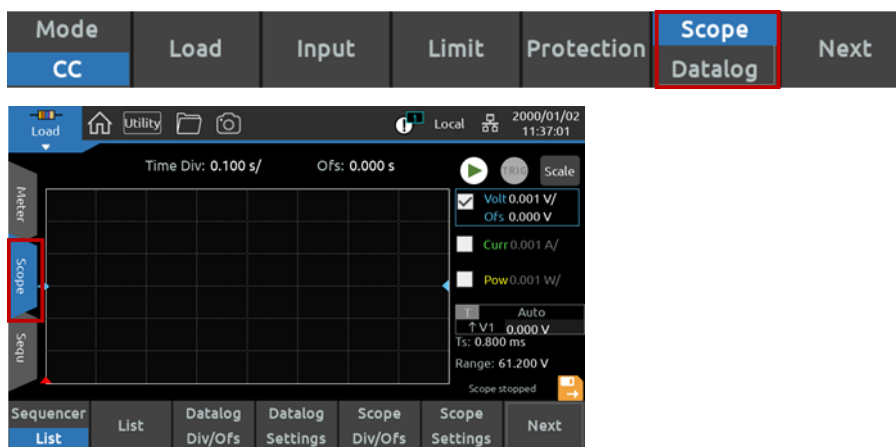 Mode
CC
Load
Input
Limit
Protection
Scope
Datalog
Next
Load
Utility
1
Local
2000/01/02
11:37:01
Time Div: 0.100 s/
Ofs: 0.000 s
TRIG
Scale
Meter
Scope
Sequ
Volt 0.001 V/
Ofs 0.000 V
Curr 0.001 A/
Pow 0.001 W/
T Auto
↑V1 0.000 V
Ts: 0.800 ms
Range: 61.200 V
Scope stopped
Sequencer
List
List
Datalog
Div/Ofs
Datalog
Settings
Scope
Div/Ofs
Scope
Settings
Next